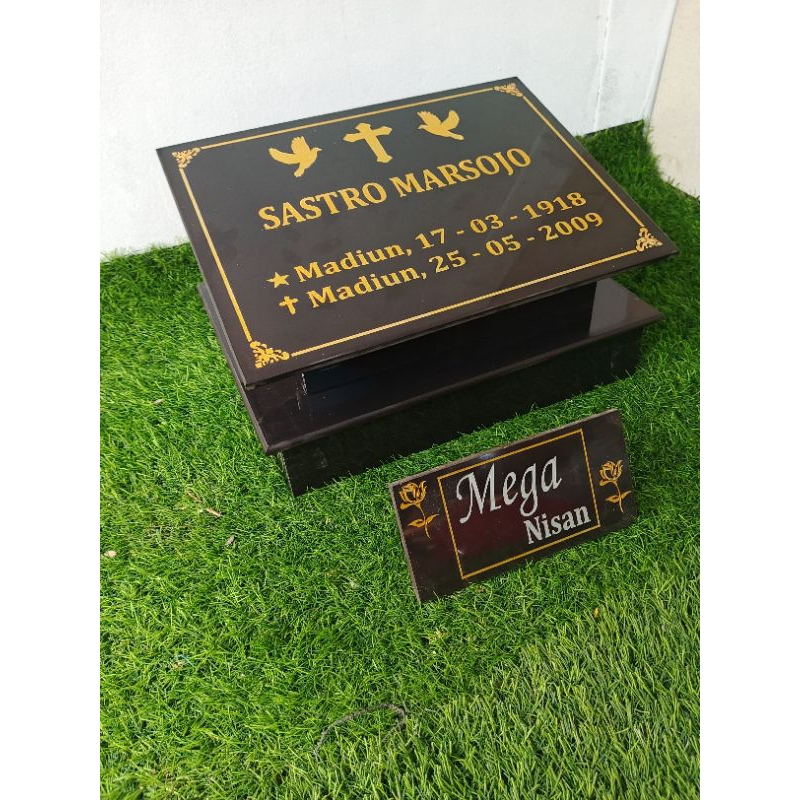 SASTRO MARSOJO
Madiun, 17 - 03 - 1918
Madiun, 25 - 05 - 2009
Mega
Nisan